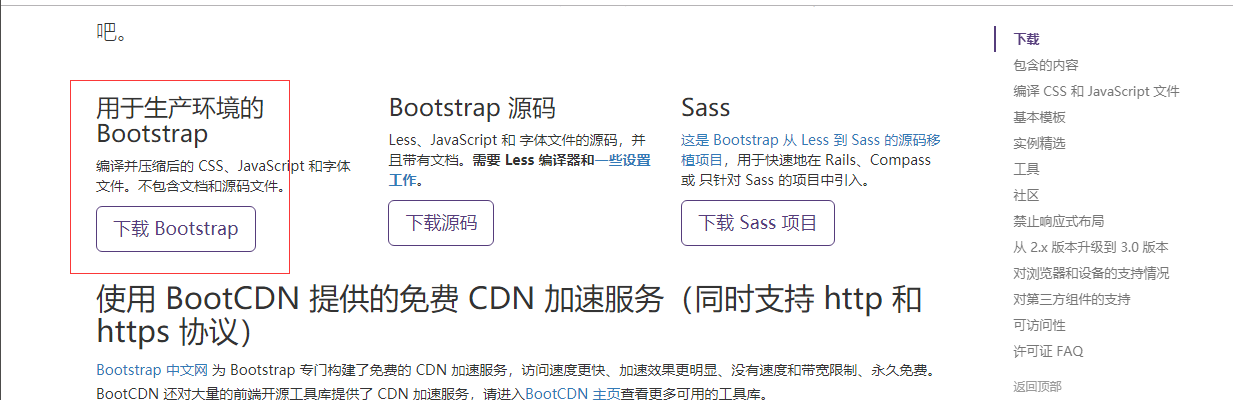 吧。
用于生产环境的
Bootstrap
编译并压缩后的 CSS、JavaScript 和字体
文件。不包含文档和源码文件。
下载 Bootstrap
Bootstrap 源码
Less、JavaScript 和 字体文件的源码，并
且带有文档。需要 Less 编译器和一些设置
工作。
下载源码
Sass
这是 Bootstrap 从 Less 到 Sass 的源码移
植项目，用于快速地在 Rails、Compass
或 只针对 Sass 的项目中引入。
下载 Sass 项目
使用 BootCDN 提供的免费 CDN 加速服务（同时支持 http 和
https 协议）
Bootstrap 中文网 为 Bootstrap 专门构建了免费的 CDN 加速服务，访问速度更快、加速效果更明显、没有速度和带宽限制、永久免费。
BootCDN 还对大量的前端开源工具库提供了 CDN 加速服务，请进入BootCDN 主页查看更多可用的工具库。
下载
包含的内容
编译 CSS 和 JavaScript 文件
基本模板
实例精选
工具
社区
禁止响应式布局
从 2.x 版本升级到 3.0 版本
对浏览器和设备的支持情况
对第三方组件的支持
可访问性
许可证 FAQ
返回顶部